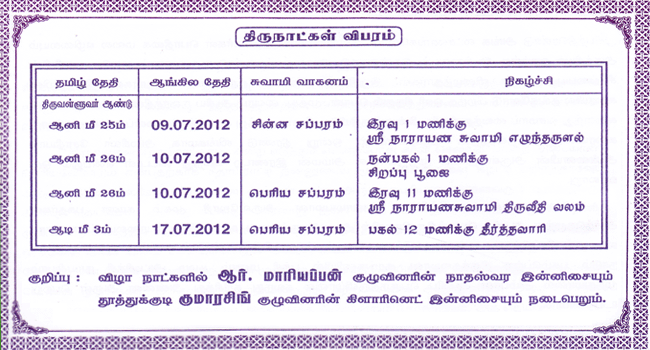 திருநாட்கள் விபரம்
தமிழ் தேதி ஆங்கில தேதி சுவாமி வாகனம் நிகழ்ச்சி
திருவள்ளுவர் ஆண்டு
ஆனி மீ 25ம் 09.07.2012 சின்ன சப்பரம் இரவு 1 மணிக்கு
ஸ்ரீ நாராயண சுவாமி எழுந்தருளல்
ஆனி மீ 26ம் 10.07.2012 நன்பகல் 1 மணிக்கு
சிறப்பு பூஜை
ஆனி மீ 26ம் 10.07.2012 பெரிய சப்பரம் இரவு 11 மணிக்கு
ஸ்ரீ நாராயணசுவாமி திருவீதி வலம்
ஆடி மீ 3ம் 17.07.2012 பெரிய சப்பரம் பகல் 12 மணிக்கு தீர்த்தவாரி
குறிப்பு : விழா நாட்களில் ஆர். மாரியப்பன் குழுவினரின் நாதஸ்வர இன்னிசையும்
தூத்துக்குடி குமாரசிங் குழுவினரின் கிளாரினெட் இன்னிசையும் நடைபெறும்.